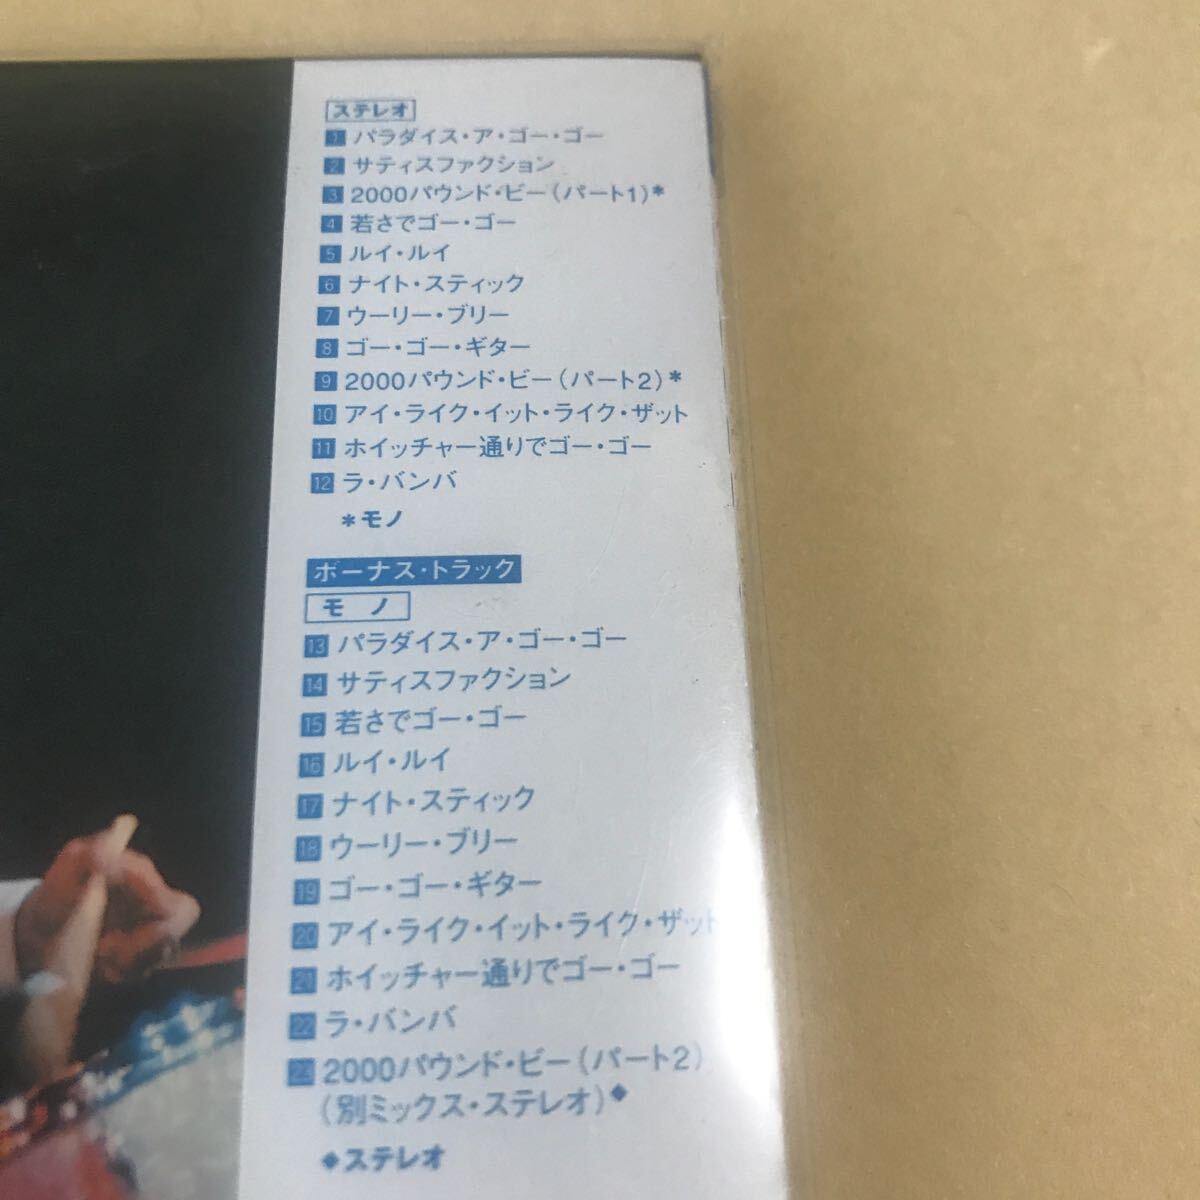 ステレオ
1 パラダイス・ア・ゴー・ゴー
2 サティスファクション
3 2000パウンド・ビー(パート1)*
4 若さでゴー・ゴー
5 ルイ・ルイ
6 ナイト・スティック
7 ウーリー・ブリー
8 ゴー・ゴー・ギター
9 2000パウンド・ビー(パート2)*
10 アイ・ライク・イット・ライク・ザット
11 ホイッチャー通りでゴー・ゴー
12 ラ・バンバ
*モノ
ボーナス・トラック
モノ
13 パラダイス・ア・ゴー・ゴー
14 サティスファクション
15 若さでゴー・ゴー
16 ルイ・ルイ
17 ナイト・スティック
18 ウーリー・ブリー
19 ゴー・ゴー・ギター
20 アイ・ライク・イット・ライク・ザット
21 ホイッチャー通りでゴー・ゴー
22 ラ・バンバ
23 2000パウンド・ビー(パート2)
(別ミックス・ステレオ)◆
◆ステレオ